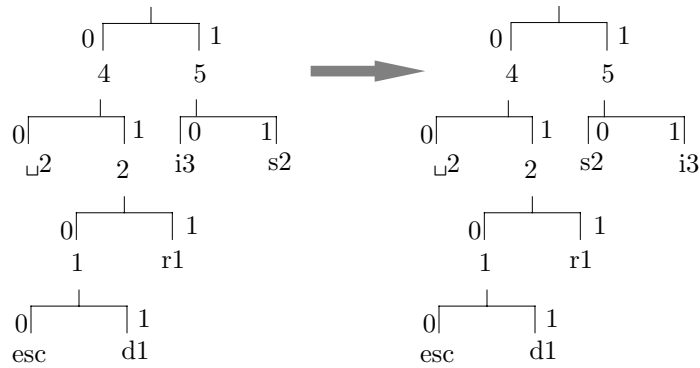 0 1 0 1
4 5 4 5
0 1 0 1 0 1 0 1
␣2 2 i3 s2 ␣2 2 s2 i3
0 1 0 1
1 r1 1 r1
0 1 0 1
esc d1 esc d1